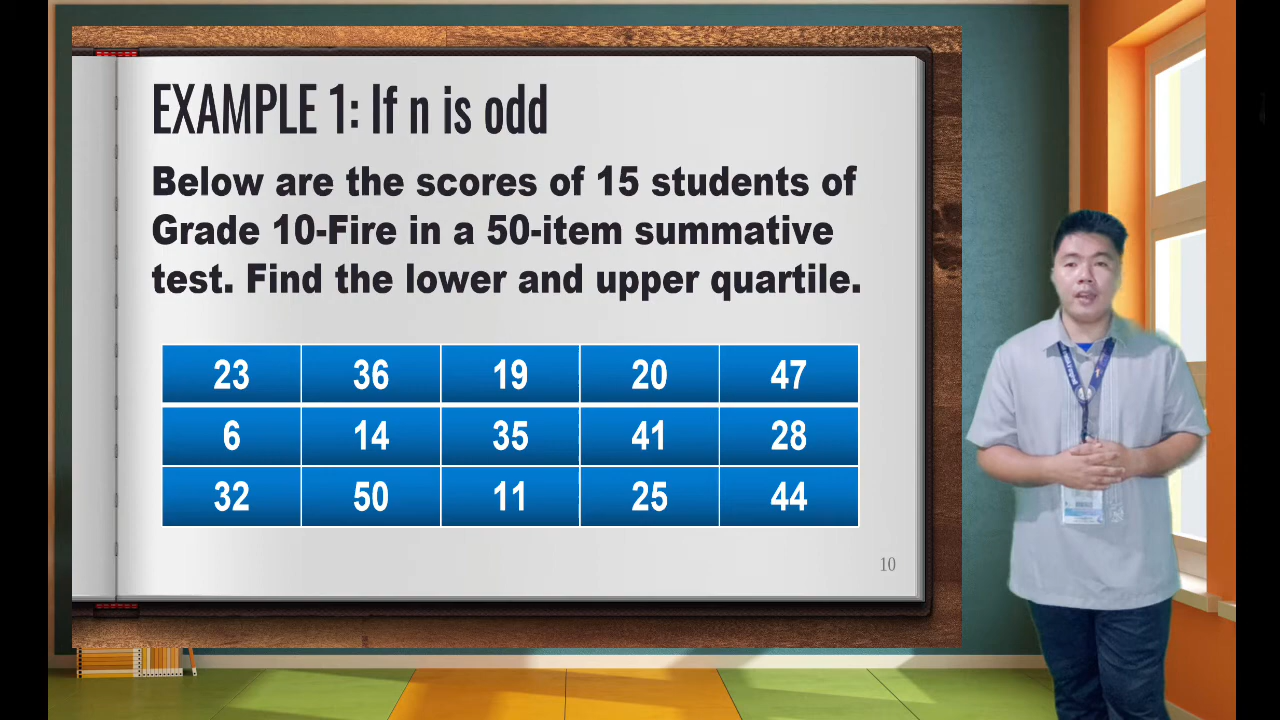 EXAMPLE 1: If n is odd
Below are the scores of 15 students of
Grade 10-Fire in a 50-item summative
test. Find the lower and upper quartile.
23 36 19 20 47
6 14 35 41 28
32 50 11 25 44
10